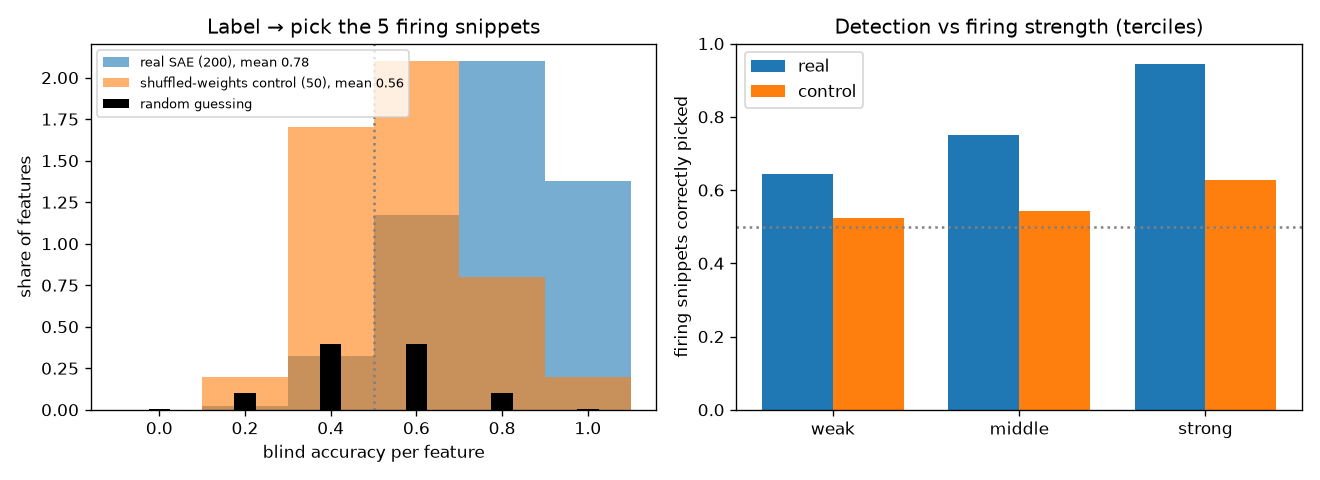 Label → pick the 5 firing snippets
real SAE (200), mean 0.78
shuffled-weights control (50), mean 0.56
random guessing
share of features
2.00
1.75
1.50
1.25
1.00
0.75
0.50
0.25
0.00
0.0 0.2 0.4 0.6 0.8 1.0
blind accuracy per feature
Detection vs firing strength (terciles)
real
control
firing snippets correctly picked
1.0
0.8
0.6
0.4
0.2
0.0
weak middle strong